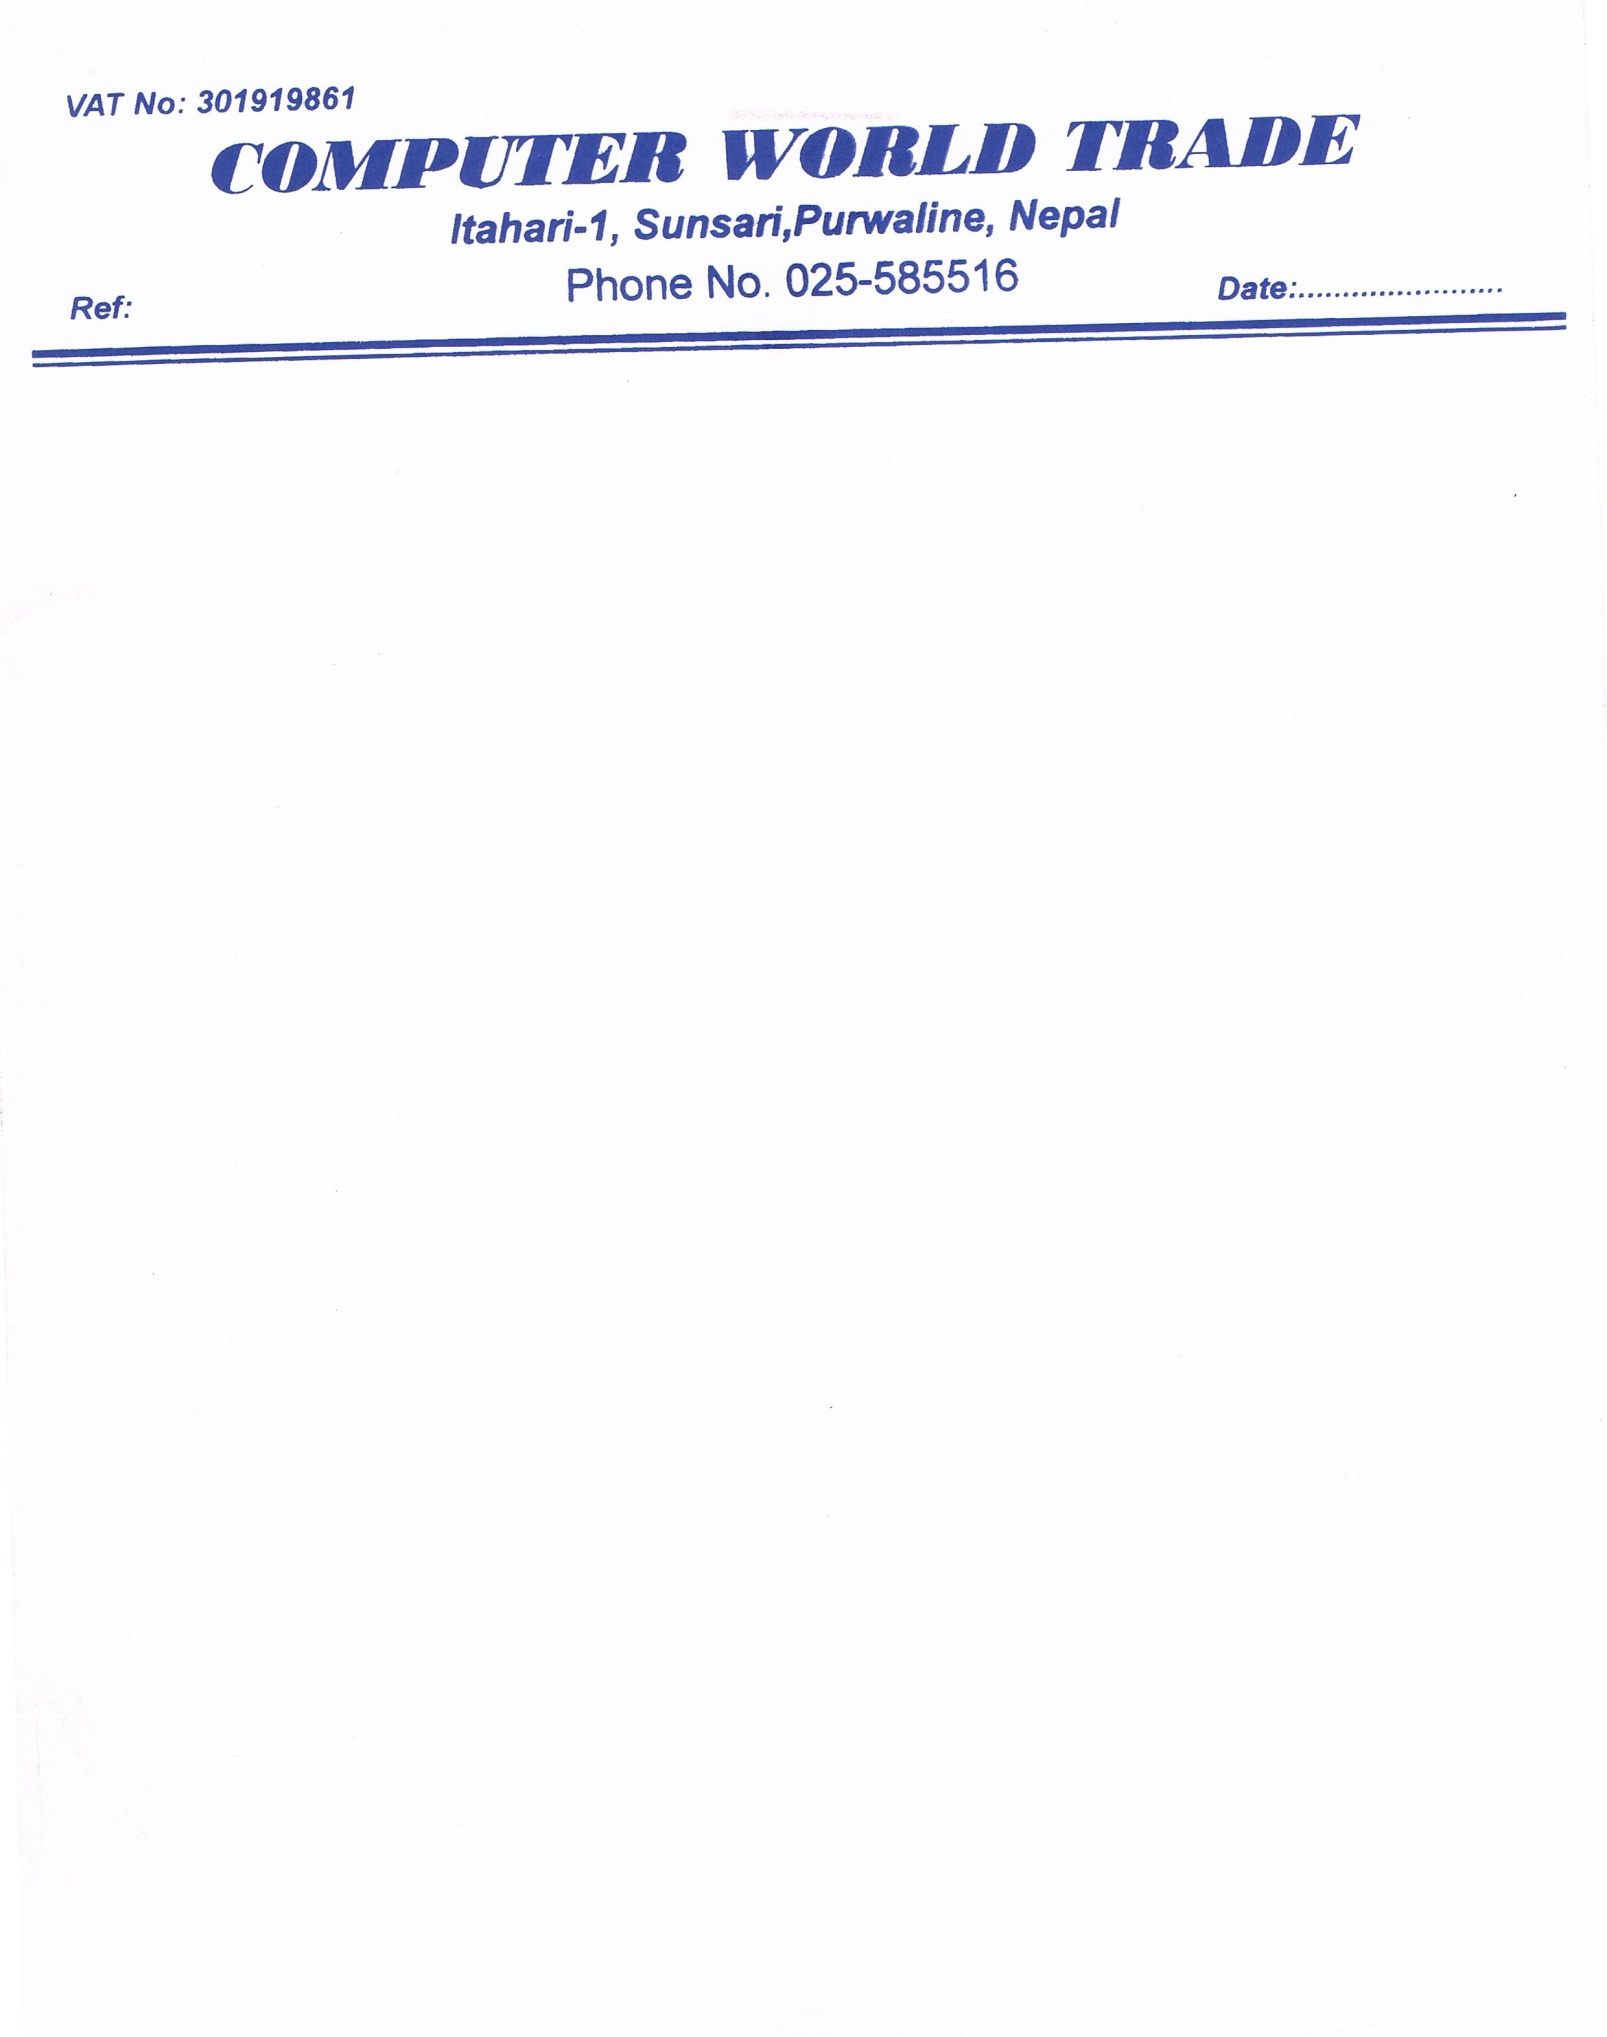 VAT No: 301919861
COMPUTER WORLD TRADE
Itahari-1, Sunsari,Purwaline, Nepal
Phone No. 025-585516
Ref:
Date:.......................